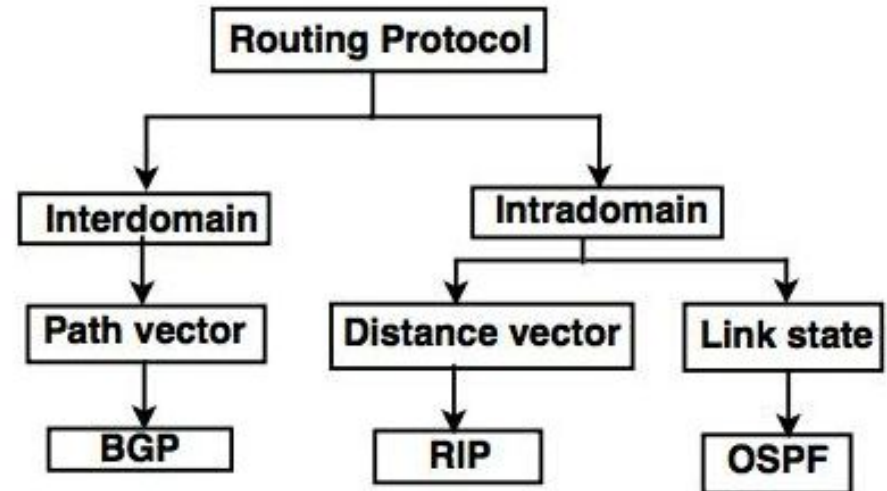 Routing Protocol
Interdomain
Intradomain
Path vector
Distance vector
Link state
BGP
RIP
OSPF